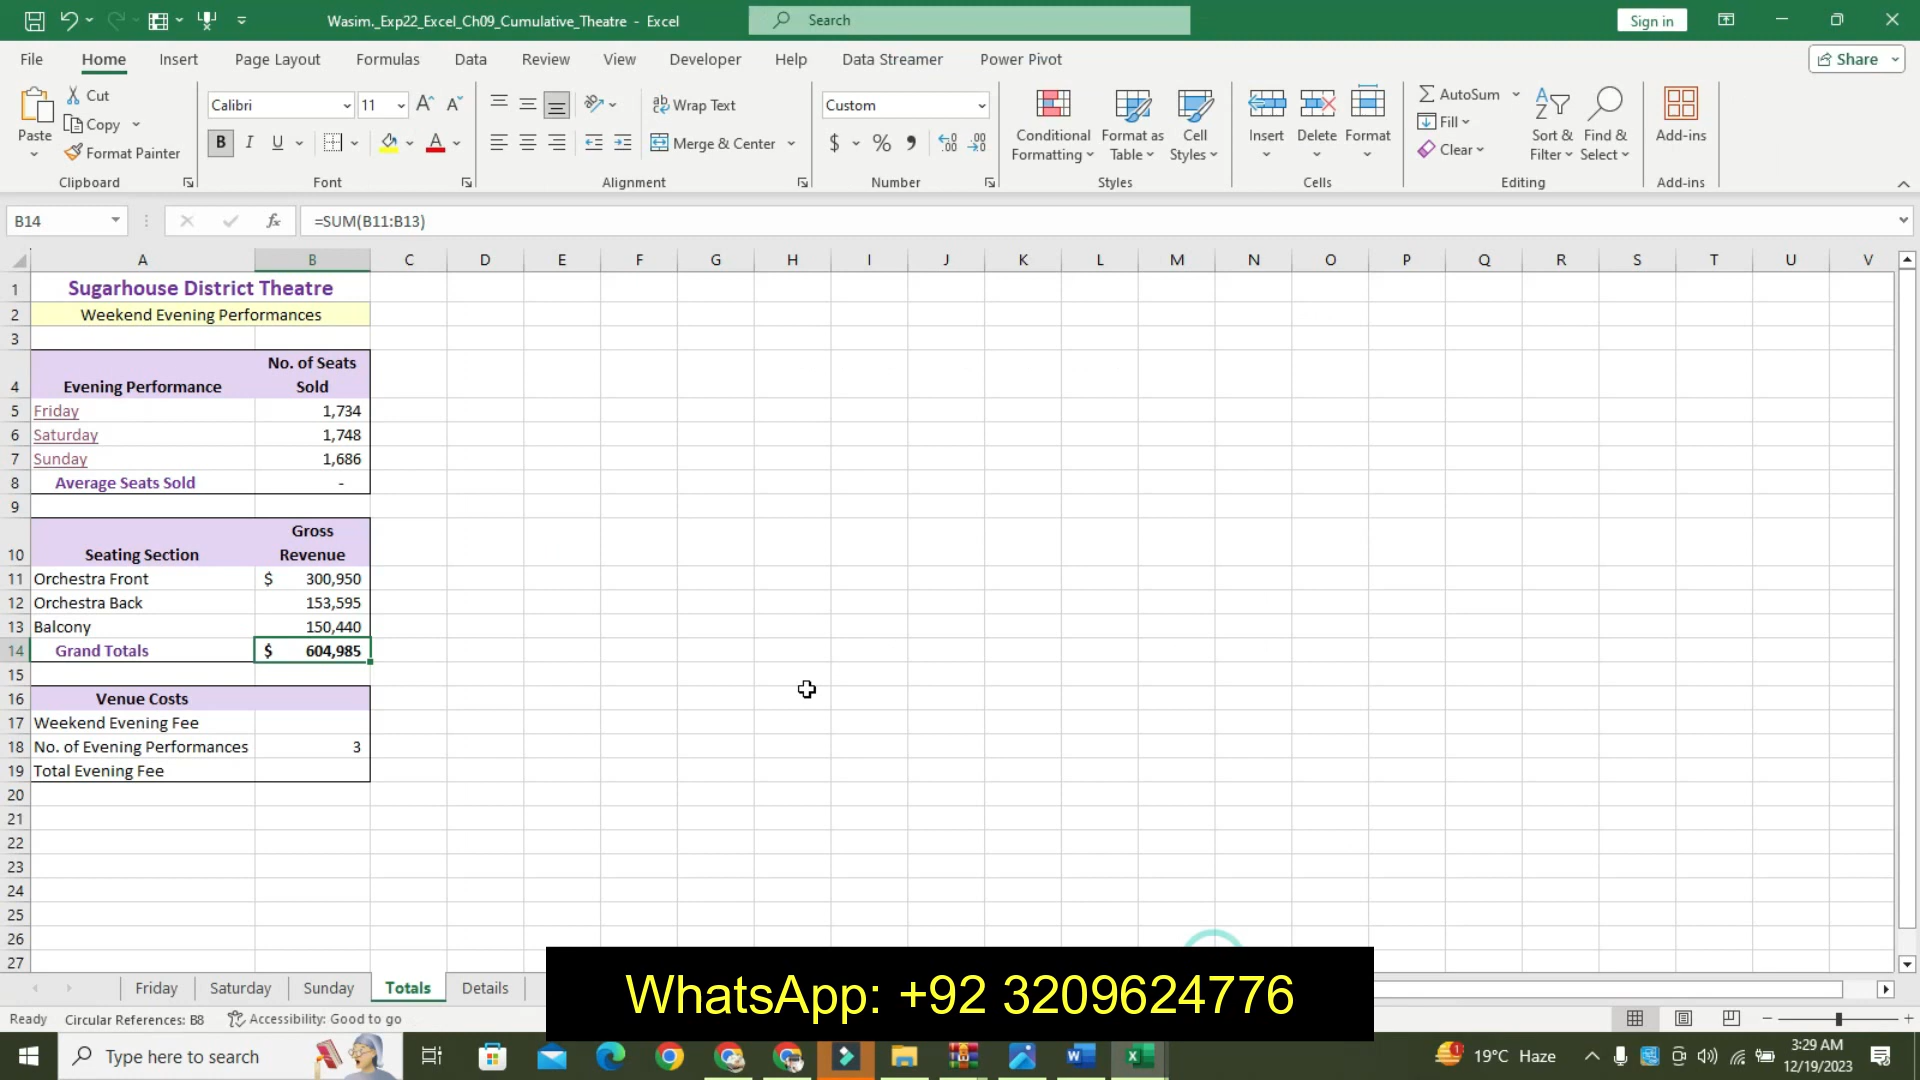 Wasim._Exp22_Excel_Ch09_Cumulative_Theatre - Excel
Search
Sign in
File Home Insert Page Layout Formulas Data Review View Developer Help Data Streamer Power Pivot
Share
Paste
Cut
Copy
Format Painter
Clipboard
Calibri 11
B I U
Font
Wrap Text
Merge & Center
Alignment
Custom
$ % ,
Number
Conditional Formatting
Format as Table
Cell Styles
Styles
Insert Delete Format
Cells
AutoSum
Fill
Clear
Sort & Filter
Find & Select
Editing
Add-ins
Add-ins
B14 fx =SUM(B11:B13)
A B C D E F G H I J K L M N O P Q R S T U V
1 Sugarhouse District Theatre
2 Weekend Evening Performances
3
4 Evening Performance No. of Seats Sold
5 Friday 1,734
6 Saturday 1,748
7 Sunday 1,686
8 Average Seats Sold -
9
10 Seating Section Gross Revenue
11 Orchestra Front $ 300,950
12 Orchestra Back 153,595
13 Balcony 150,440
14 Grand Totals $ 604,985
15
16 Venue Costs
17 Weekend Evening Fee
18 No. of Evening Performances 3
19 Total Evening Fee
20
21
22
23
24
25
26
27
Friday Saturday Sunday Totals Details
WhatsApp: +92 3209624776
Ready Circular References: B8 Accessibility: Good to go
Type here to search
19°C Haze
3:29 AM
12/19/2023